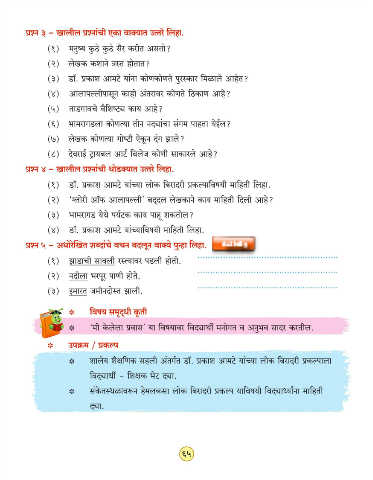 प्रश्न ३ – खालील प्रश्नांची एका वाक्यात उत्तरे लिहा.
(१) मनुष्य कुठे कुठे सैर करीत असतो?
(२) लेखक कशाने त्रस्त होतात?
(३) डॉ. प्रकाश आमटे यांना कोणकोणते पुरस्कार मिळाले आहेत?
(४) आलापल्लीपासून काही अंतरावर कोणते ठिकाण आहे?
(५) ताडगावचे वैशिष्ट्य काय आहे?
(६) भामरागडला कोणत्या तीन नद्यांचा संगम पाहता येईल?
(७) लेखक कोणत्या गोष्टी ऐकून दंग झाले?
(८) देवराई ट्रायबल आर्ट व्हिलेज कोणी साकारले आहे?
प्रश्न ४ – खालील प्रश्नांची थोडक्यात उत्तरे लिहा.
(१) डॉ. प्रकाश आमटे यांच्या लोक बिरादरी प्रकल्पाविषयी माहिती लिहा.
(२) 'ग्लोरी ऑफ आलापल्ली' बद्दल लेखकाने काय माहिती दिली आहे?
(३) भामरागड येथे पर्यटक काय पाहू शकतील?
(४) डॉ. प्रकाश आमटे यांच्याविषयी माहिती लिहा.
प्रश्न ५ – अधोरेखित शब्दांचे वचन बदलून वाक्ये पुन्हा लिहा.
(१) झाडाची सावली रस्त्यावर पडली होती.
(२) नदीला भरपूर पाणी होते.
(३) इमारत जमीनदोस्त झाली.
विषय समृद्धी कृती
'मी केलेला प्रवास' या विषयावर विद्यार्थी मनोगत व अनुभव सादर करतील.
उपक्रम / प्रकल्प
शालेय शैक्षणिक सहली अंतर्गत डॉ. प्रकाश आमटे यांच्या लोक बिरादरी प्रकल्पाला
विद्यार्थी – शिक्षक भेट द्या.
संकेतस्थळावरून हेमलकसा लोक बिरादरी प्रकल्प याविषयी विद्यार्थ्यांना माहिती
द्या.
६५